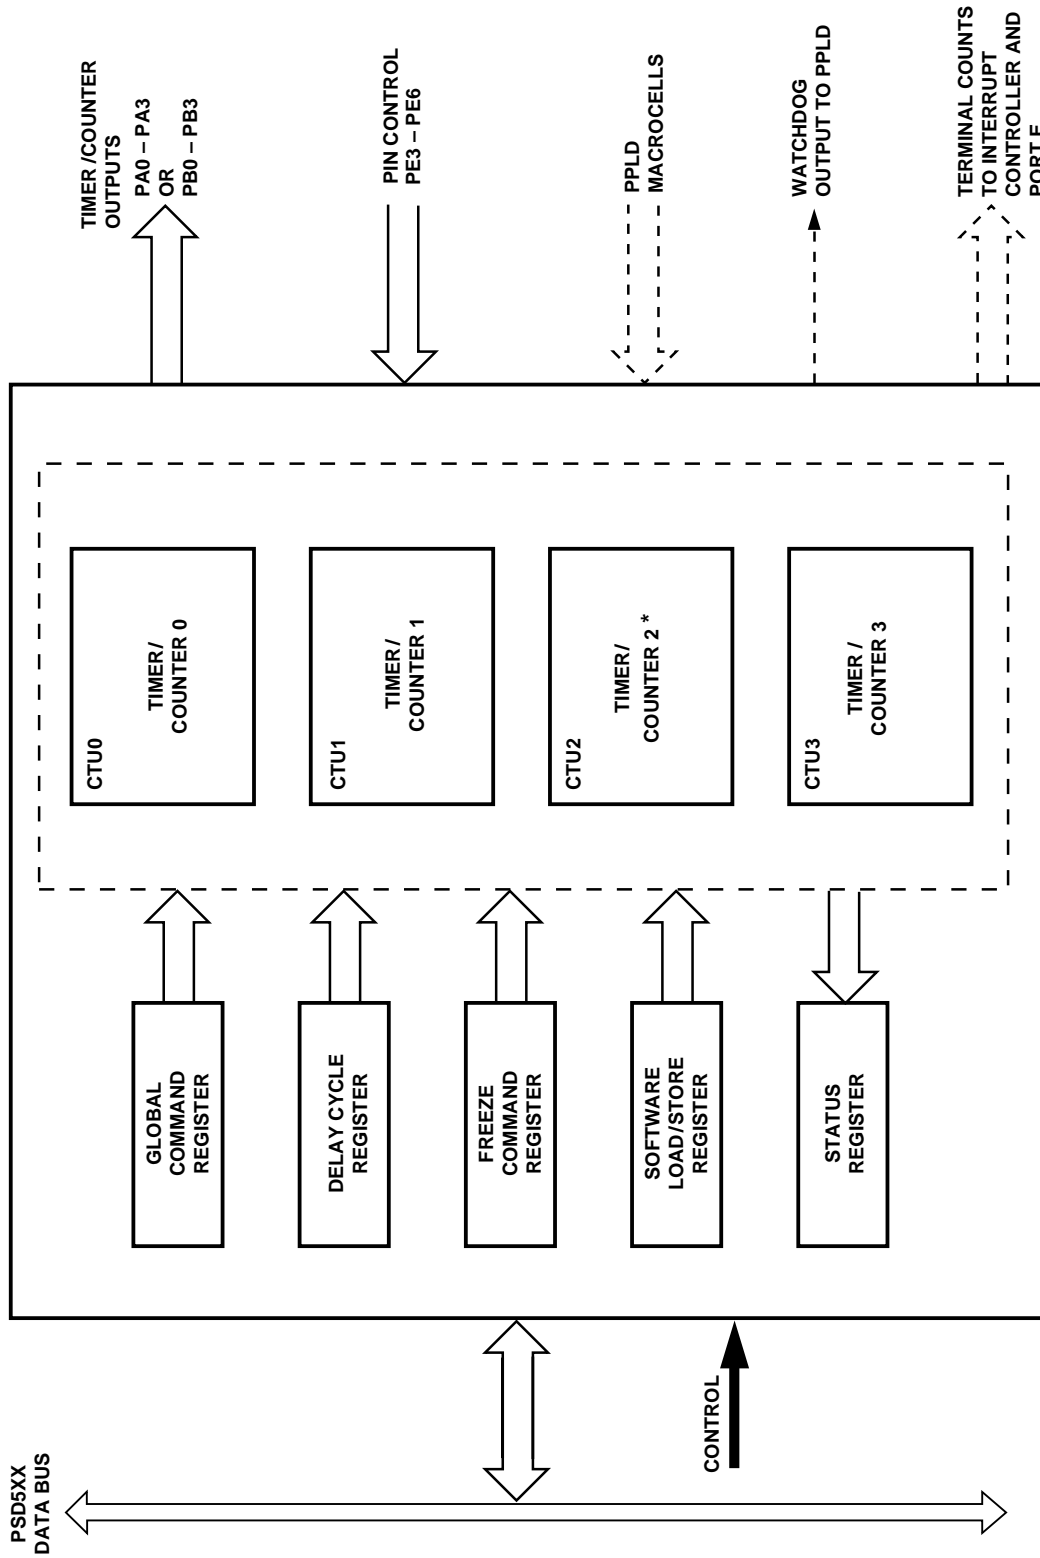 PSD5XX
DATA BUS
CONTROL
GLOBAL
COMMAND
REGISTER
DELAY CYCLE
REGISTER
FREEZE
COMMAND
REGISTER
SOFTWARE
LOAD/STORE
REGISTER
STATUS
REGISTER
CTU0
TIMER/
COUNTER 0
CTU1
TIMER/
COUNTER 1
CTU2
TIMER/
COUNTER 2 *
CTU3
TIMER /
COUNTER 3
TIMER /COUNTER
OUTPUTS
PA0 – PA3
OR
PB0 – PB3
PIN CONTROL
PE3 – PE6
PPLD
MACROCELLS
WATCHDOG
OUTPUT TO PPLD
TERMINAL COUNTS
TO INTERRUPT
CONTROLLER AND
PORT